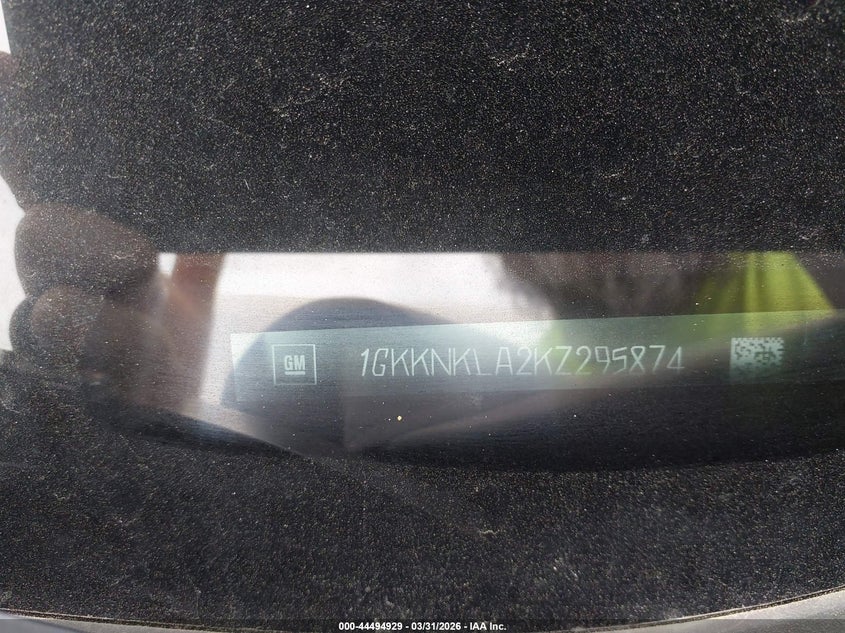 GM 1GKKNKLA2KZ295874
000-44494929 - 03/31/2026 - IAA Inc.